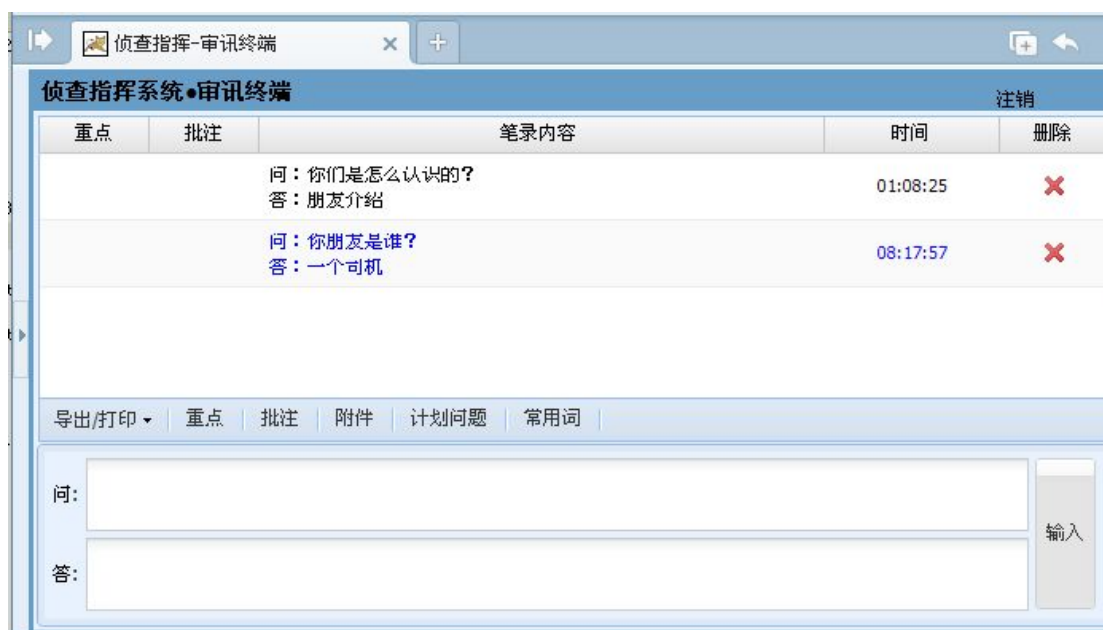 侦查指挥-审讯终端
侦查指挥系统●审讯终端
注销
重点 批注 笔录内容 时间 删除
问：你们是怎么认识的？
答：朋友介绍
01:08:25
问：你朋友是谁？
答：一个司机
08:17:57
导出/打印 重点 批注 附件 计划问题 常用词
问:
答:
输入